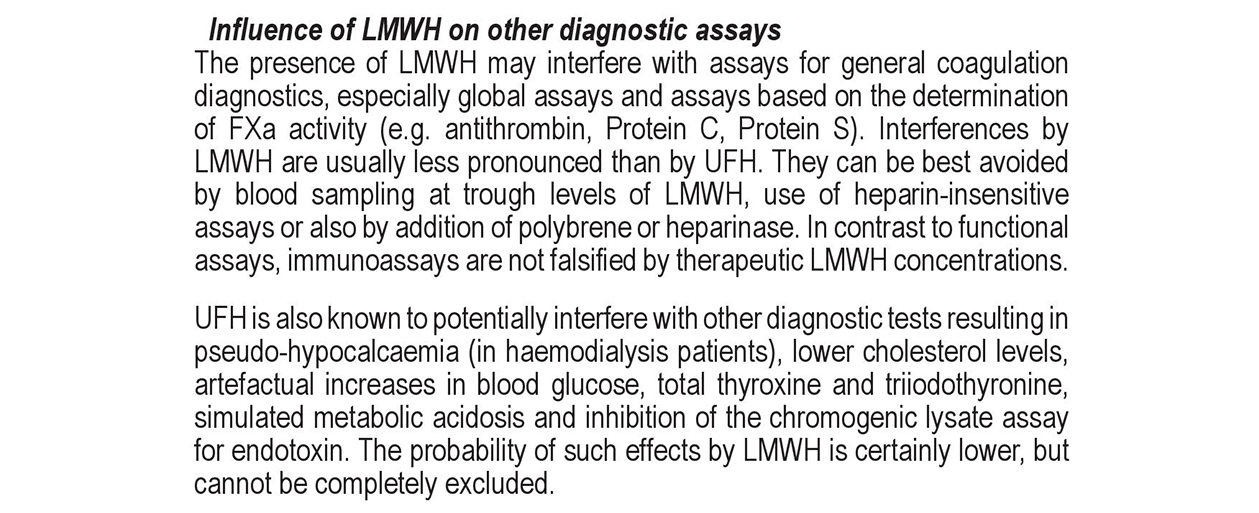 Influence of LMWH on other diagnostic assays
The presence of LMWH may interfere with assays for general coagulation
diagnostics, especially global assays and assays based on the determination
of FXa activity (e.g. antithrombin, Protein C, Protein S). Interferences by
LMWH are usually less pronounced than by UFH. They can be best avoided
by blood sampling at trough levels of LMWH, use of heparin-insensitive
assays or also by addition of polybrene or heparinase. In contrast to functional
assays, immunoassays are not falsified by therapeutic LMWH concentrations.
UFH is also known to potentially interfere with other diagnostic tests resulting in
pseudo-hypocalcaemia (in haemodialysis patients), lower cholesterol levels,
artefactual increases in blood glucose, total thyroxine and triiodothyronine,
simulated metabolic acidosis and inhibition of the chromogenic lysate assay
for endotoxin. The probability of such effects by LMWH is certainly lower, but
cannot be completely excluded.